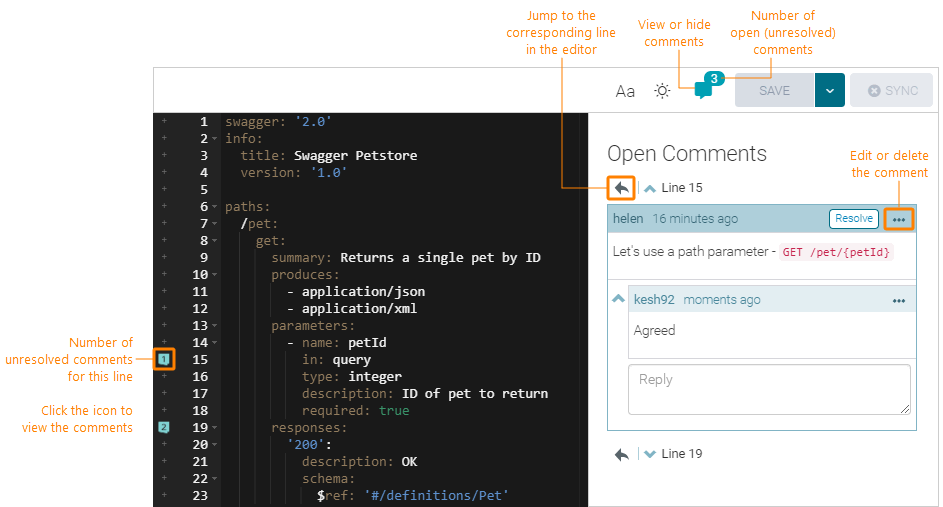 Jump to the
corresponding line
in the editor
View or hide
comments
Number of
open (unresolved)
comments
Aa
3
SAVE
SYNC
1 swagger: '2.0'
2 info:
3 title: Swagger Petstore
4 version: '1.0'
5
6 paths:
7 /pet:
8 get:
9 summary: Returns a single pet by ID
10 produces:
11 - application/json
12 - application/xml
13 parameters:
14 - name: petId
15 in: query
16 type: integer
17 description: ID of pet to return
18 required: true
19 responses:
20 '200':
21 description: OK
22 schema:
23 $ref: '#/definitions/Pet'
Number of
unresolved comments
for this line
1
Click the icon to
view the comments
2
Open Comments
Edit or delete
the comment
Line 15
helen 16 minutes ago Resolve ...
Let's use a path parameter - GET /pet/{petId}
kesh92 moments ago ...
Agreed
Reply
Line 19